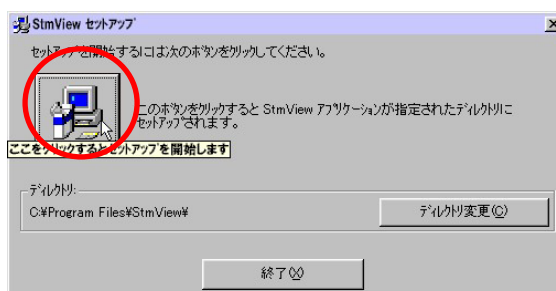 StmView セットアップ
セットアップを開始するには次のボタンをクリックしてください。
このボタンをクリックすると StmView アプリケーションが指定されたディレクトリに
セットアップされます。
ここをクリックするとセットアップを開始します
ディレクトリ:
C:¥Program Files¥StmView¥
ディレクトリ変更(C)
終了(X)